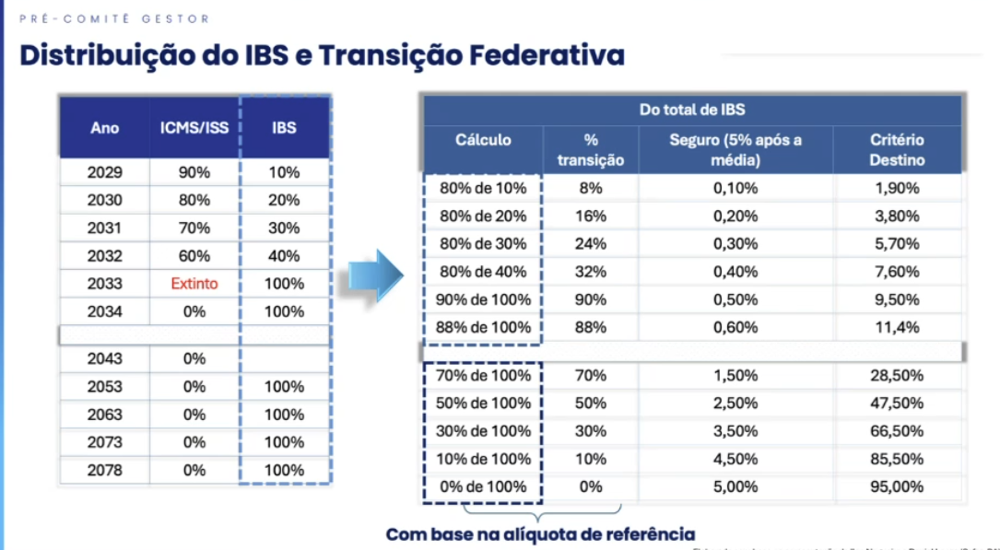 PRÉ-COMITÊ GESTOR
Distribuição do IBS e Transição Federativa
Ano ICMS/ISS IBS
2029 90% 10%
2030 80% 20%
2031 70% 30%
2032 60% 40%
2033 Extinto 100%
2034 0% 100%
2043 0%
2053 0% 100%
2063 0% 100%
2073 0% 100%
2078 0% 100%
Do total de IBS
Cálculo % transição Seguro (5% após a média) Critério Destino
80% de 10% 8% 0,10% 1,90%
80% de 20% 16% 0,20% 3,80%
80% de 30% 24% 0,30% 5,70%
80% de 40% 32% 0,40% 7,60%
90% de 100% 90% 0,50% 9,50%
88% de 100% 88% 0,60% 11,4%
70% de 100% 70% 1,50% 28,50%
50% de 100% 50% 2,50% 47,50%
30% de 100% 30% 3,50% 66,50%
10% de 100% 10% 4,50% 85,50%
0% de 100% 0% 5,00% 95,00%
Com base na alíquota de referência